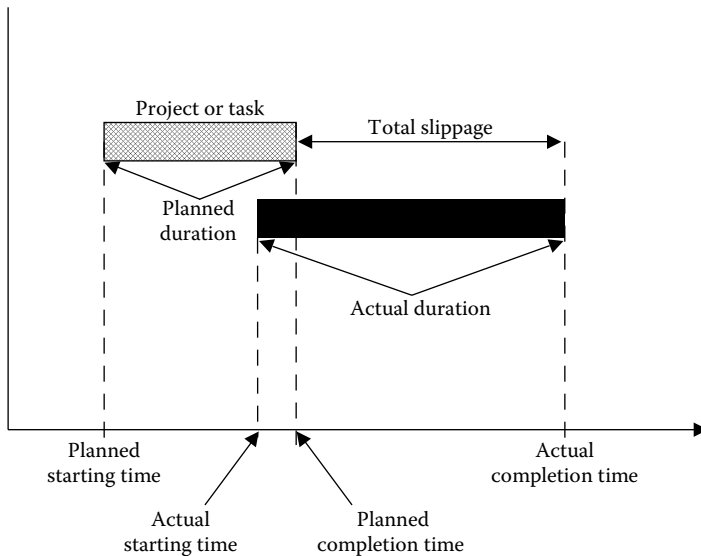 Project or task
Total slippage
Planned
duration
Actual duration
Planned
starting time
Actual
completion time
Actual
starting time
Planned
completion time